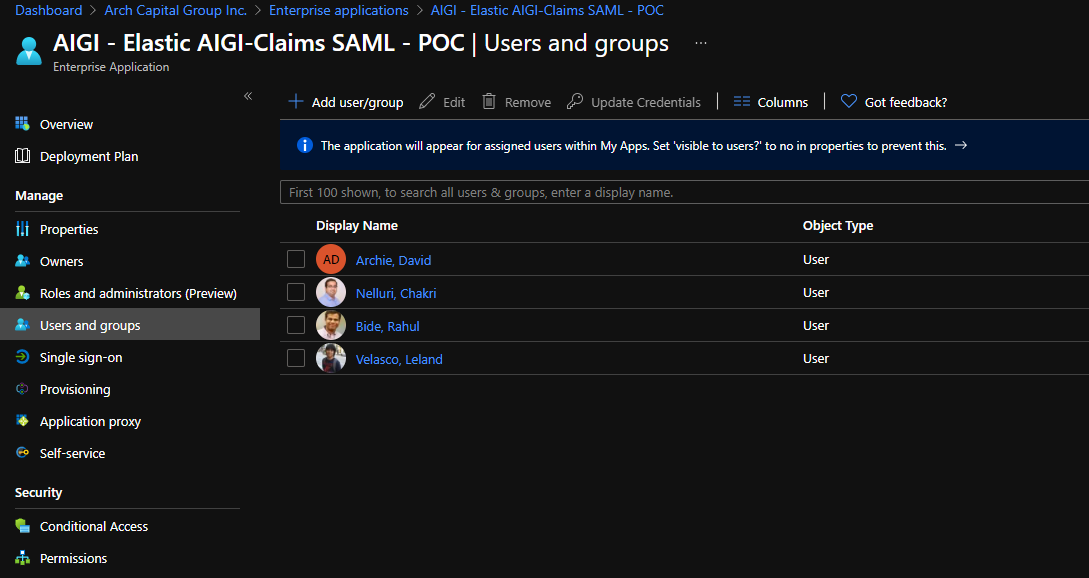 Dashboard > Arch Capital Group Inc. > Enterprise applications > AIGI - Elastic AIGI-Claims SAML - POC
AIGI - Elastic AIGI-Claims SAML - POC | Users and groups ...
Enterprise Application
«
Overview
Deployment Plan
Manage
Properties
Owners
Roles and administrators (Preview)
Users and groups
Single sign-on
Provisioning
Application proxy
Self-service
Security
Conditional Access
Permissions
+ Add user/group Edit Remove Update Credentials | Columns | Got feedback?
The application will appear for assigned users within My Apps. Set 'visible to users?' to no in properties to prevent this. →
First 100 shown, to search all users & groups, enter a display name.
Display Name Object Type
AD Archie, David User
Nelluri, Chakri User
Bide, Rahul User
Velasco, Leland User